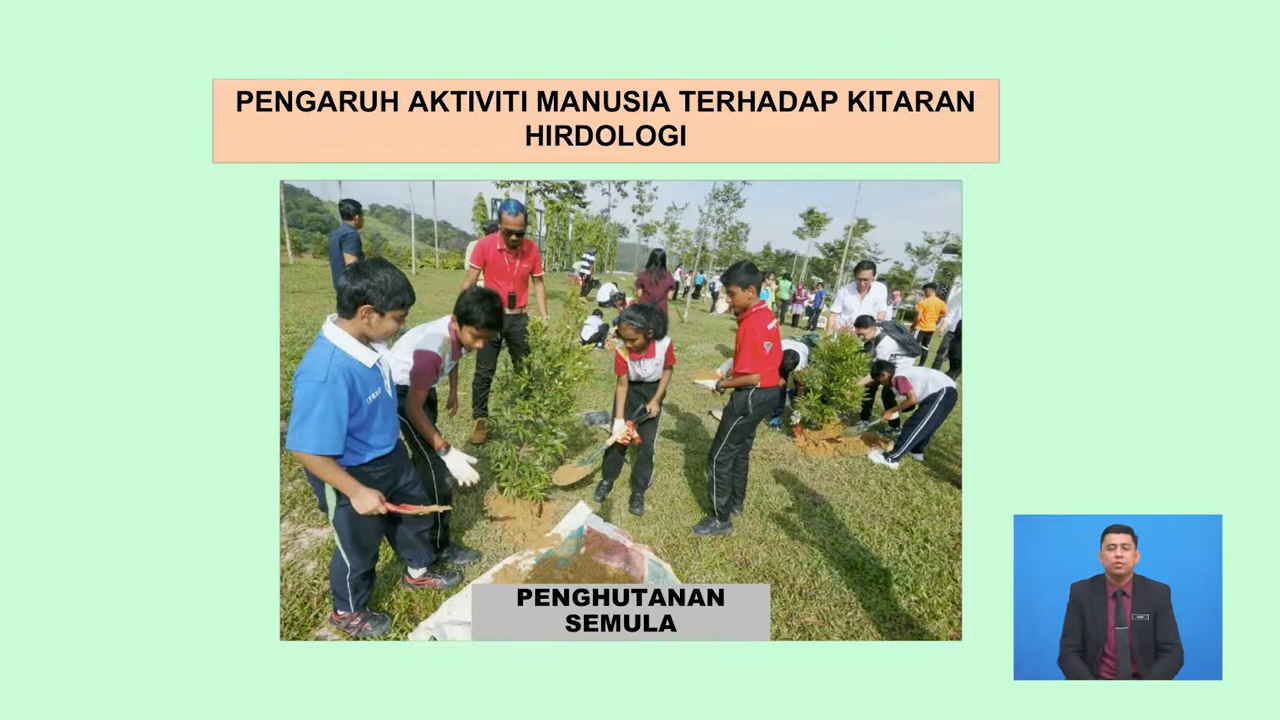 PENGARUH AKTIVITI MANUSIA TERHADAP KITARAN
HIRDOLOGI
PENGHUTANAN
SEMULA